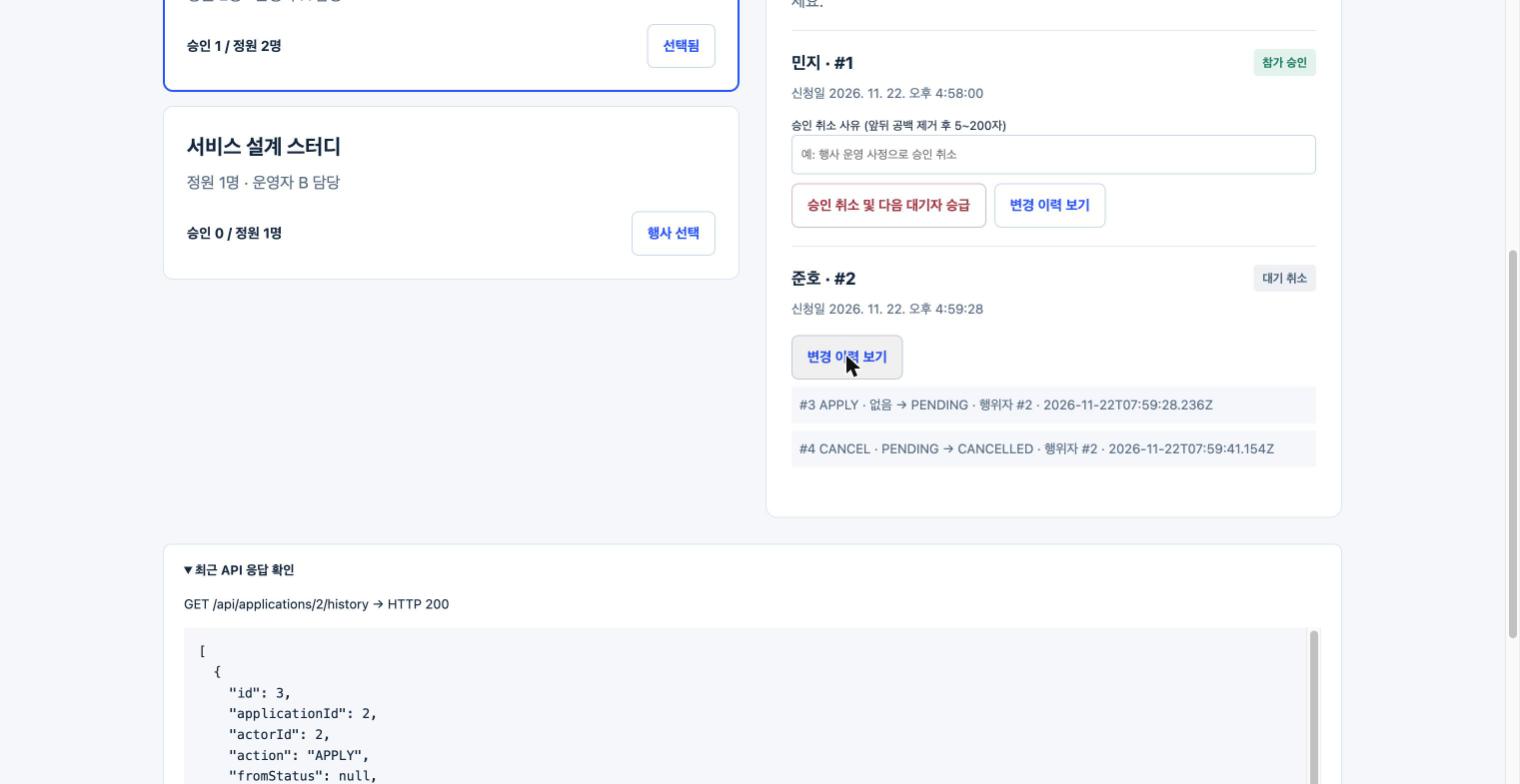 승인 1 / 정원 2명
선택됨
서비스 설계 스터디
정원 1명 · 운영자 B 담당
승인 0 / 정원 1명
행사 선택
세요.
민지 · #1
참가 승인
신청일 2026. 11. 22. 오후 4:58:00
승인 취소 사유 (앞뒤 공백 제거 후 5~200자)
예: 행사 운영 사정으로 승인 취소
승인 취소 및 다음 대기자 승급
변경 이력 보기
준호 · #2
대기 취소
신청일 2026. 11. 22. 오후 4:59:28
변경 이력 보기
#3 APPLY · 없음 → PENDING · 행위자 #2 · 2026-11-22T07:59:28.236Z
#4 CANCEL · PENDING → CANCELLED · 행위자 #2 · 2026-11-22T07:59:41.154Z
▼ 최근 API 응답 확인
GET /api/applications/2/history → HTTP 200
[
{
"id": 3,
"applicationId": 2,
"actorId": 2,
"action": "APPLY",
"fromStatus": null,